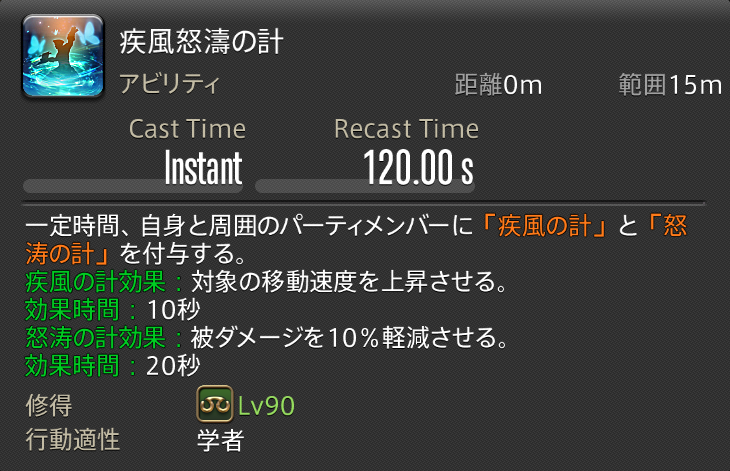 疾風怒濤の計
アビリティ 距離0m 範囲15m
Cast Time Recast Time
Instant 120.00 s
一定時間、自身と周囲のパーティメンバーに「疾風の計」と「怒
涛の計」を付与する。
疾風の計効果：対象の移動速度を上昇させる。
効果時間：10秒
怒涛の計効果：被ダメージを10％軽減させる。
効果時間：20秒
修得 Lv90
行動適性 学者